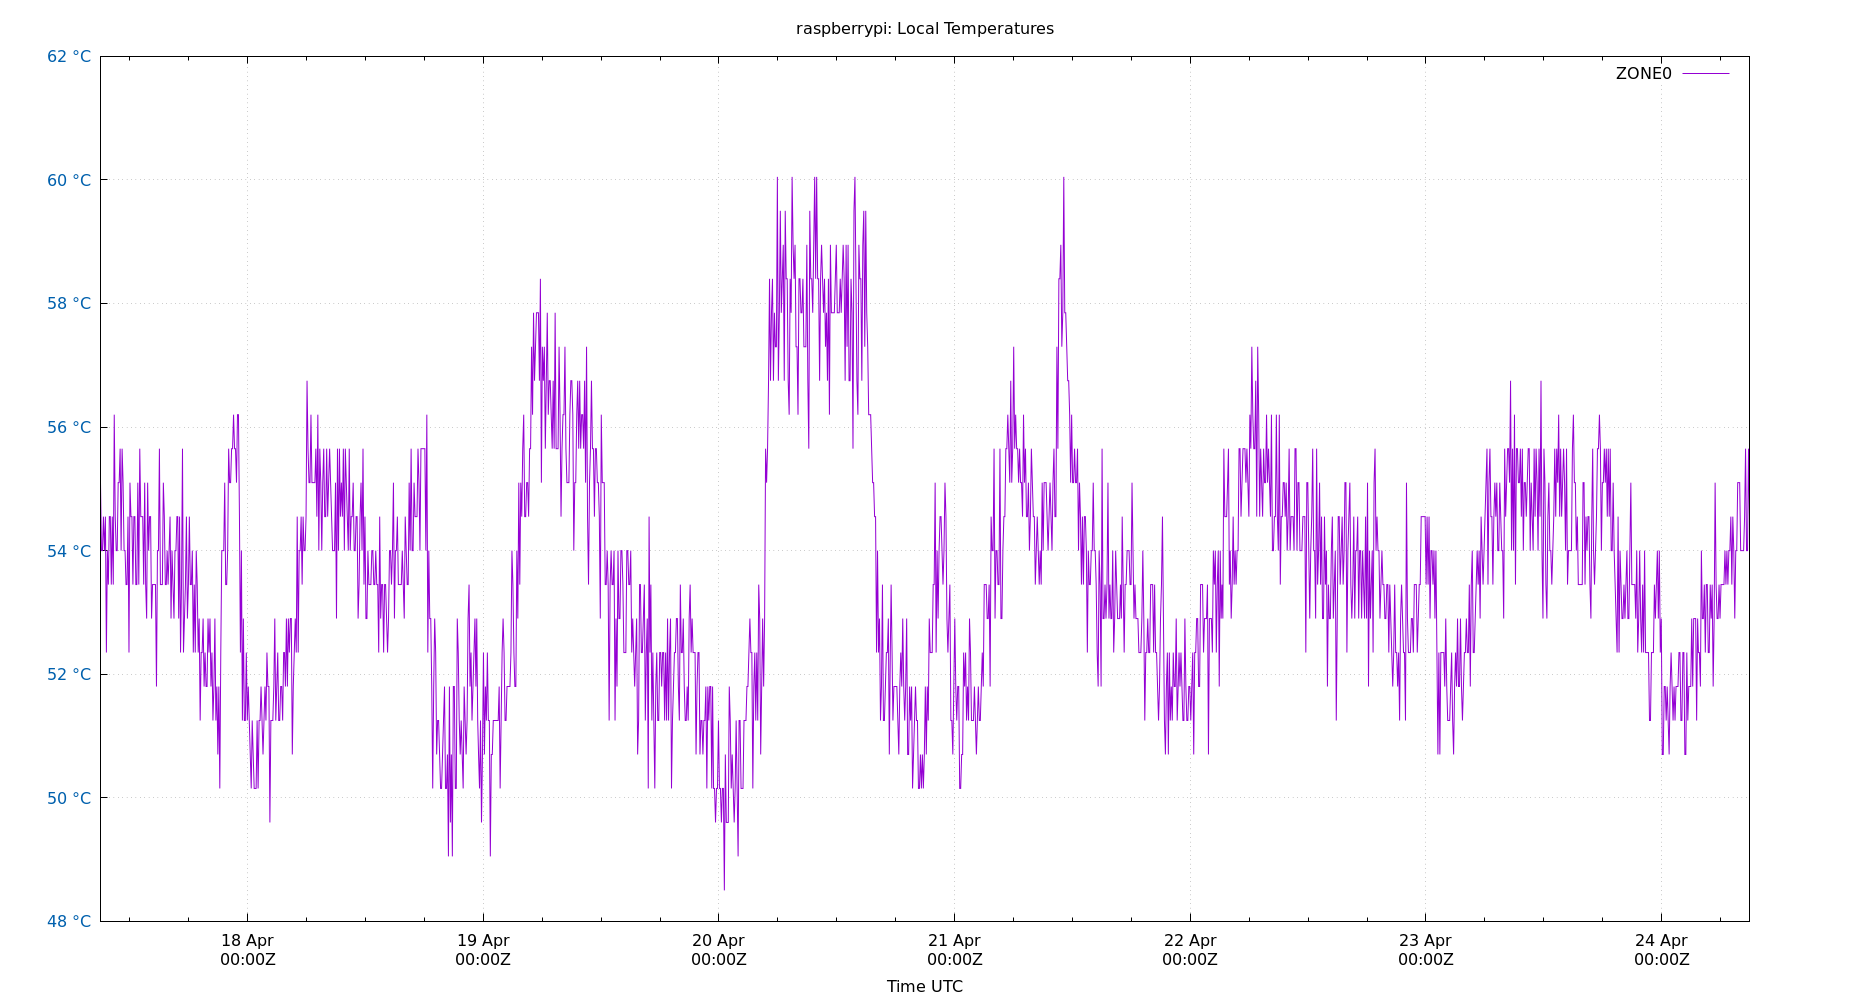 raspberrypi: Local Temperatures
62 °C
ZONE0
60 °C
58 °C
56 °C
54 °C
52 °C
50 °C
48 °C
18 Apr 19 Apr 20 Apr 21 Apr 22 Apr 23 Apr 24 Apr
00:00Z 00:00Z 00:00Z 00:00Z 00:00Z 00:00Z 00:00Z
Time UTC